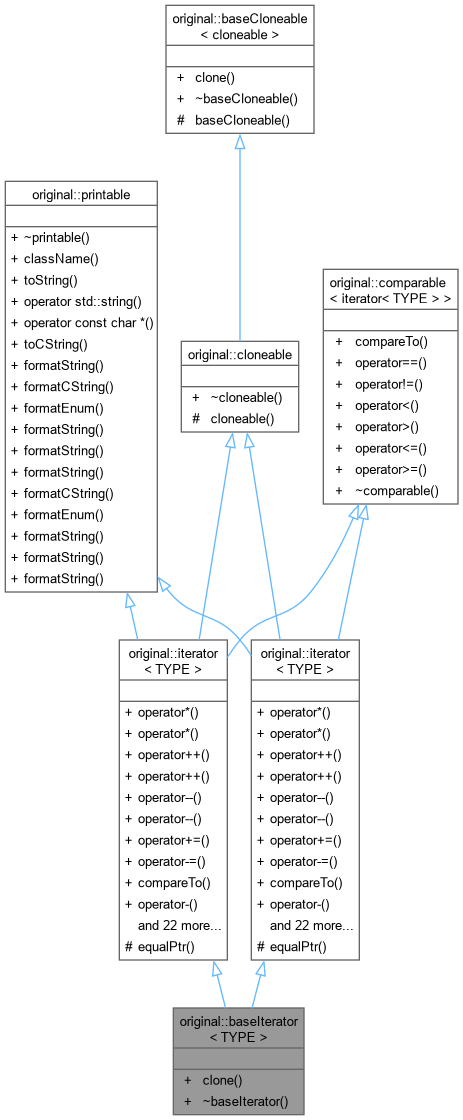 original::baseCloneable
< cloneable >
+ clone()
+ ~baseCloneable()
# baseCloneable()
original::printable
+ ~printable()
+ className()
+ toString()
+ operator std::string()
+ operator const char *()
+ toCString()
+ formatString()
+ formatCString()
+ formatEnum()
+ formatString()
+ formatString()
+ formatString()
+ formatCString()
+ formatEnum()
+ formatString()
+ formatString()
+ formatString()
original::cloneable
+ ~cloneable()
# cloneable()
original::comparable
< iterator< TYPE > >
+ compareTo()
+ operator==()
+ operator!=()
+ operator<()
+ operator>()
+ operator<=()
+ operator>=()
+ ~comparable()
original::iterator
< TYPE >
+ operator*()
+ operator*()
+ operator++()
+ operator++()
+ operator--()
+ operator--()
+ operator+=()
+ operator-=()
+ compareTo()
+ operator-()
and 22 more...
# equalPtr()
original::iterator
< TYPE >
+ operator*()
+ operator*()
+ operator++()
+ operator++()
+ operator--()
+ operator--()
+ operator+=()
+ operator-=()
+ compareTo()
+ operator-()
and 22 more...
# equalPtr()
original::baseIterator
< TYPE >
+ clone()
+ ~baseIterator()